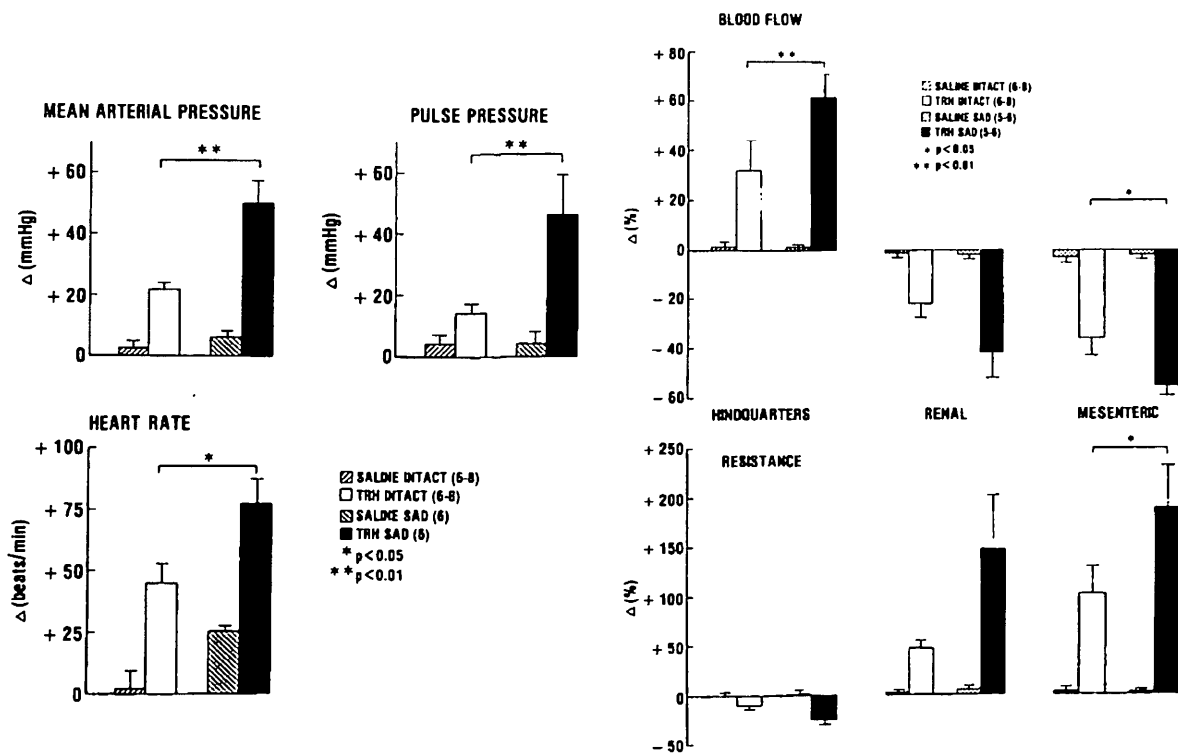 MEAN ARTERIAL PRESSURE
Δ (mmHg)
+ 60
+ 40
+ 20
0
**
PULSE PRESSURE
Δ (mmHg)
+ 60
+ 40
+ 20
0
**
HEART RATE
Δ (beats/min)
+ 100
+ 75
+ 50
+ 25
0
*
SALINE INTACT (6-8)
TRH INTACT (6-8)
SALINE SAD (6)
TRH SAD (6)
* p<0.05
** p<0.01
BLOOD FLOW
Δ (%)
+ 80
+ 60
+ 40
+ 20
0
- 20
- 40
- 60
**
*
SALINE INTACT (6-8)
TRH INTACT (6-8)
SALINE SAD (5-6)
TRH SAD (5-6)
* p<0.05
** p<0.01
HINDQUARTERS
RENAL
MESENTERIC
RESISTANCE
Δ (%)
+ 250
+ 200
+ 150
+ 100
+ 50
0
- 50
*